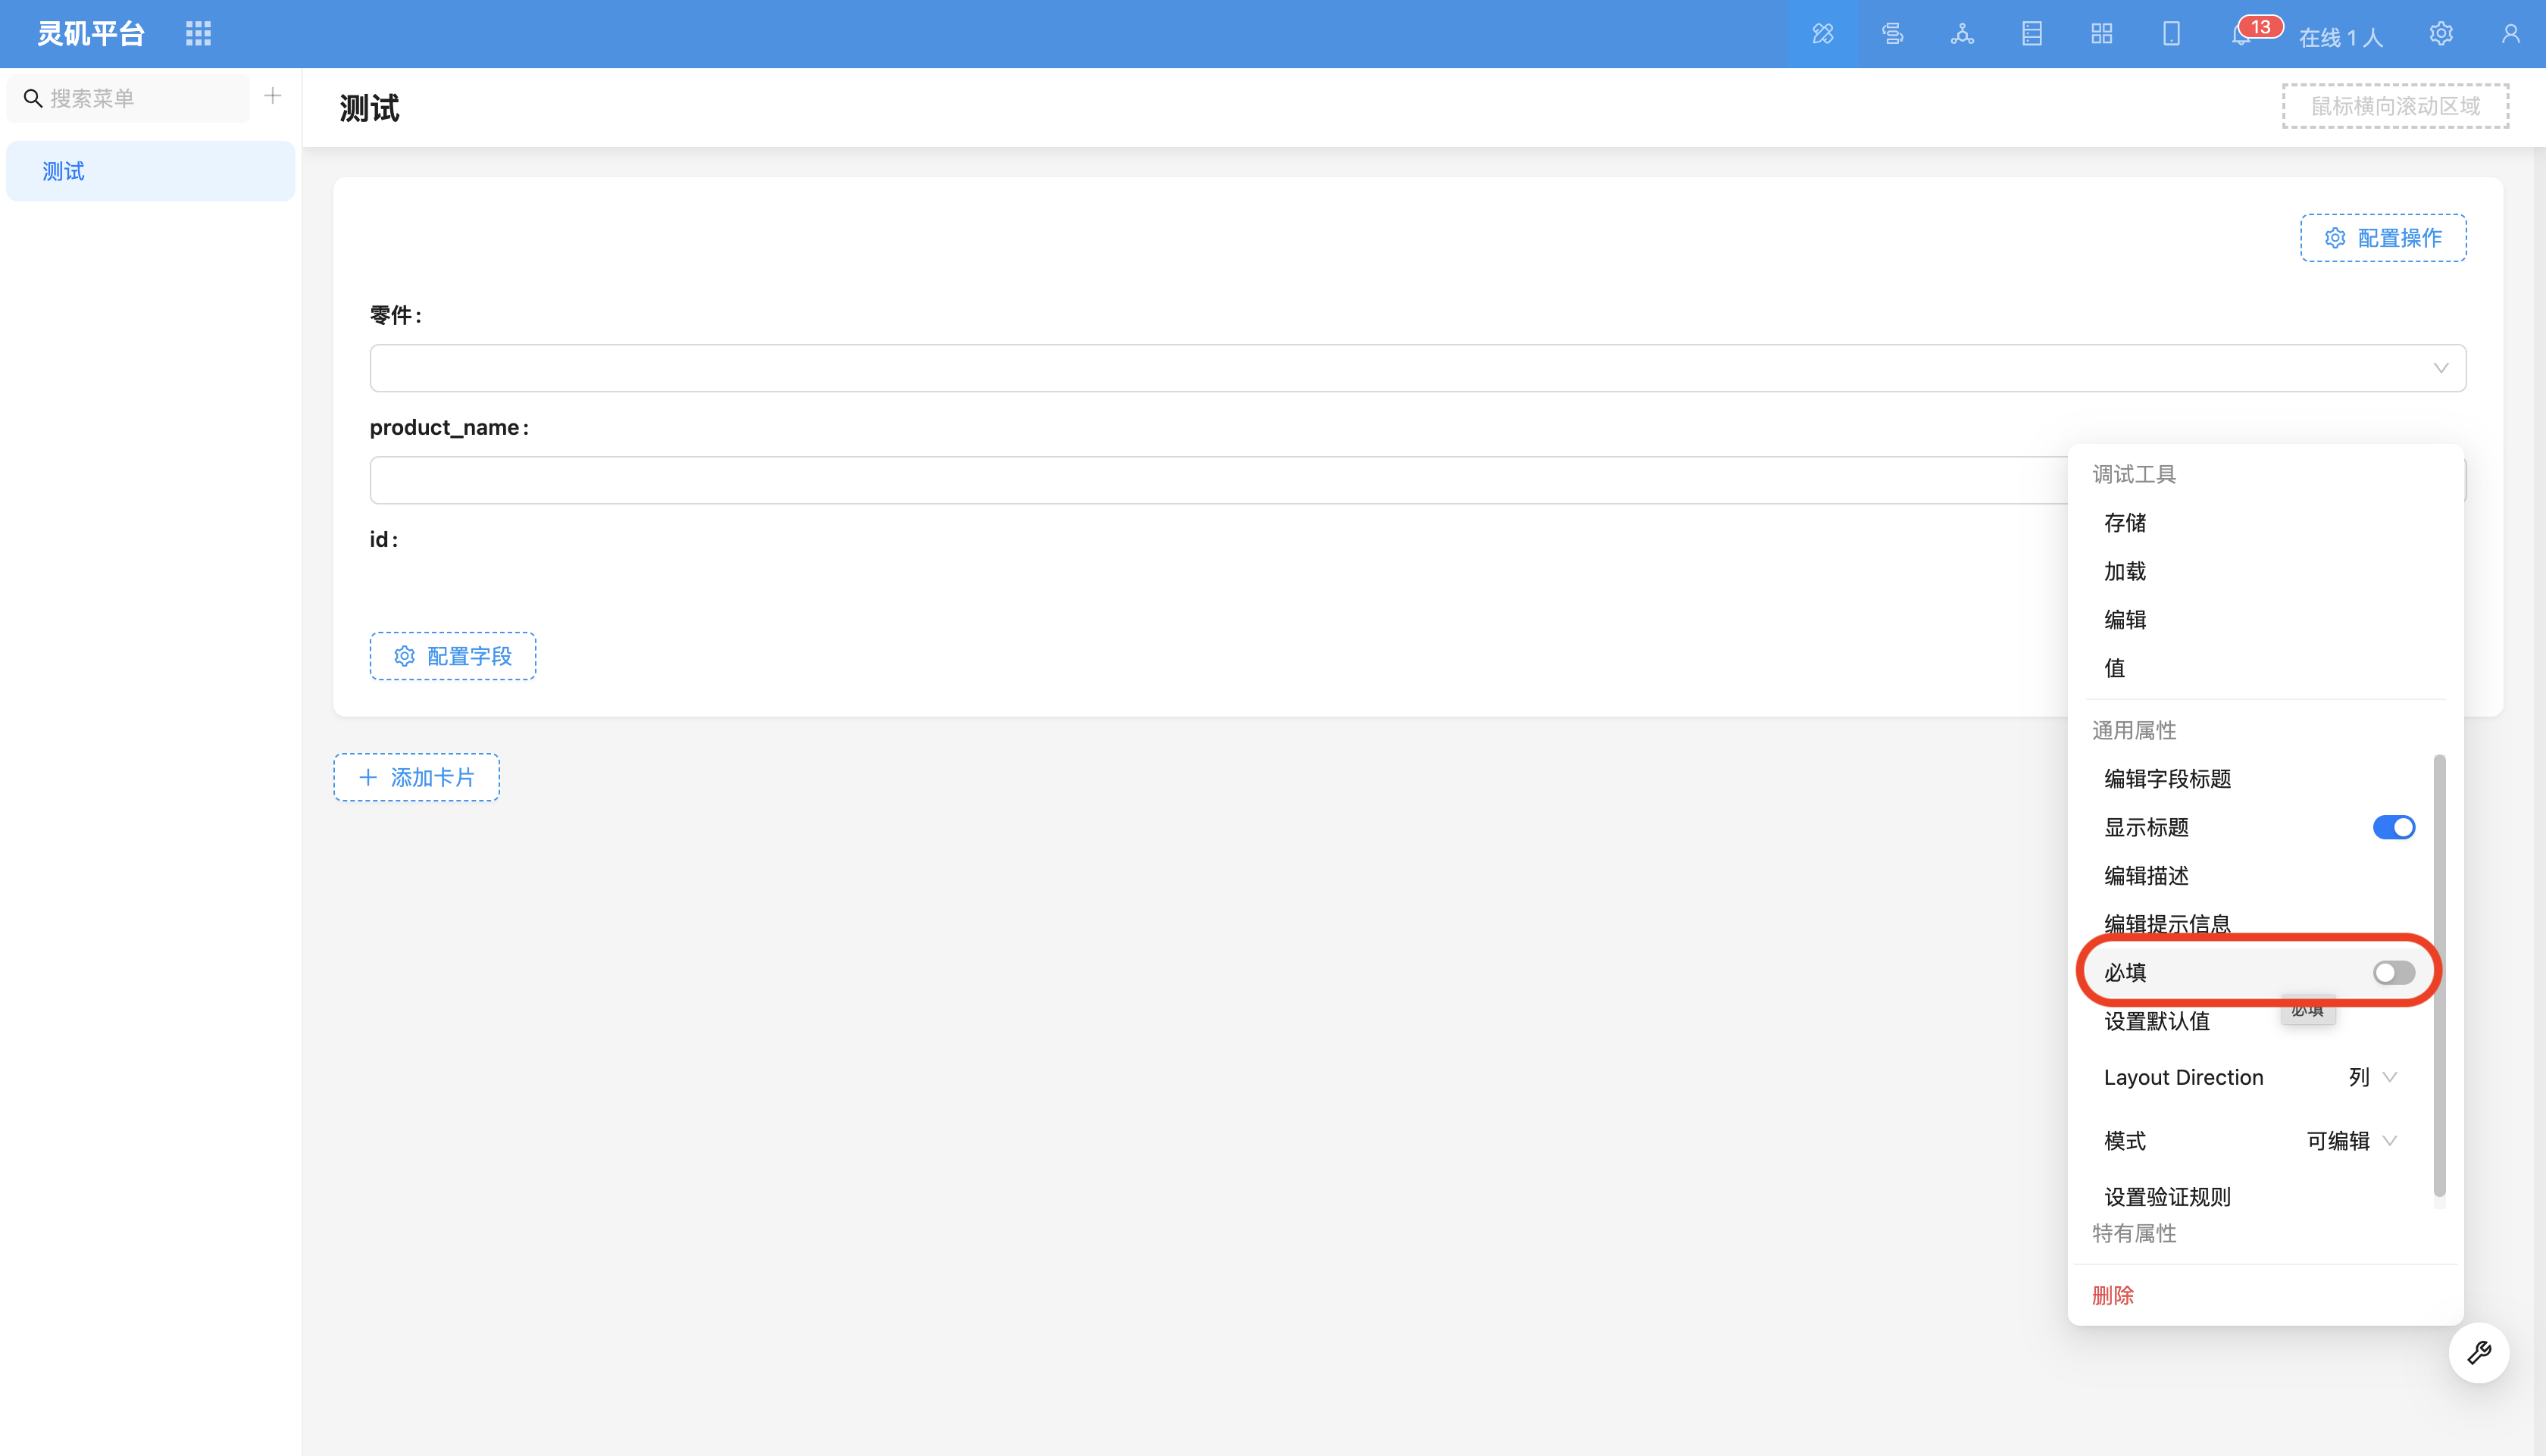 灵矶平台
13
在线 1 人
搜索菜单
测试
测试
鼠标横向滚动区域
配置操作
零件:
product_name:
id:
配置字段
添加卡片
调试工具
存储
加载
编辑
值
通用属性
编辑字段标题
显示标题
编辑描述
编辑提示信息
必填
必填
设置默认值
Layout Direction 列
模式 可编辑
设置验证规则
特有属性
删除